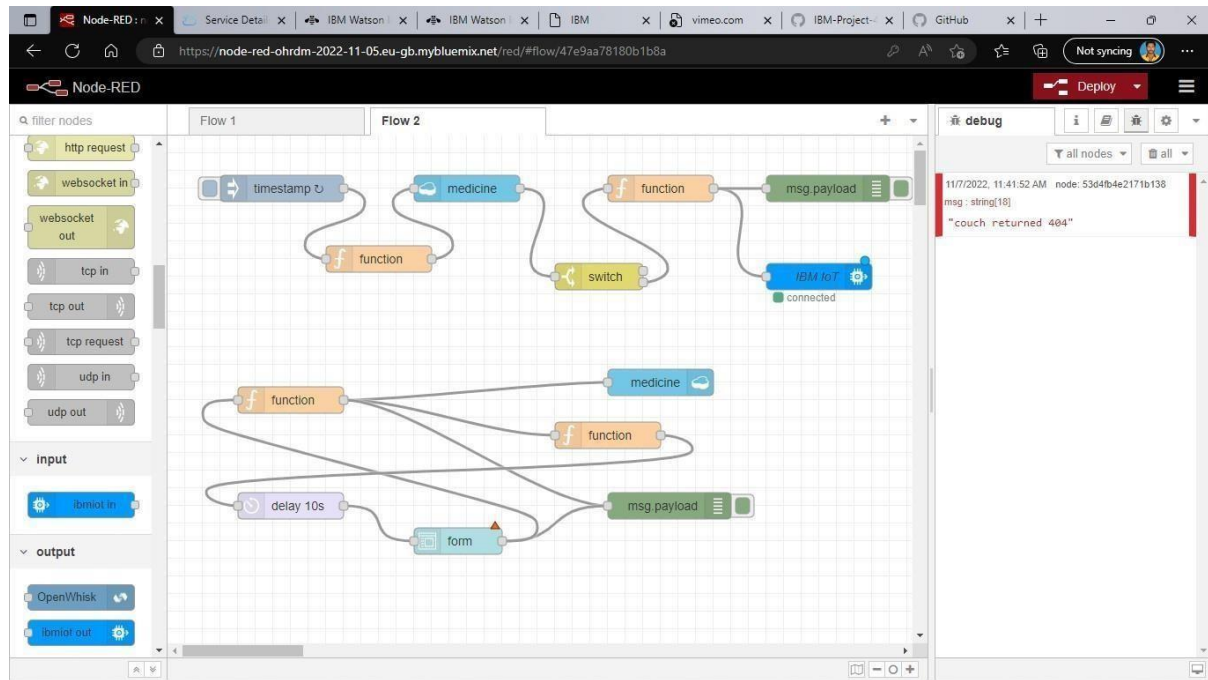 Node-RED : n
Service Detail
IBM Watson
IBM Watson
IBM
vimeo.com
IBM-Project-
GitHub
https://node-red-ohrdm-2022-11-05.eu-gb.mybluemix.net/red/#flow/47e9aa78180b1b8a
Not syncing
Node-RED
Deploy
filter nodes
Flow 1
Flow 2
debug
all nodes
all
http request
websocket in
websocket
out
tcp in
tcp out
tcp request
udp in
udp out
input
ibmiot in
output
OpenWhisk
ibmiot out
timestamp ↻
medicine
function
msg.payload
function
switch
IBM IoT
connected
medicine
function
function
delay 10s
msg.payload
form
11/7/2022, 11:41:52 AM node: 53d4fb4e2171b138
msg : string[18]
"couch returned 404"